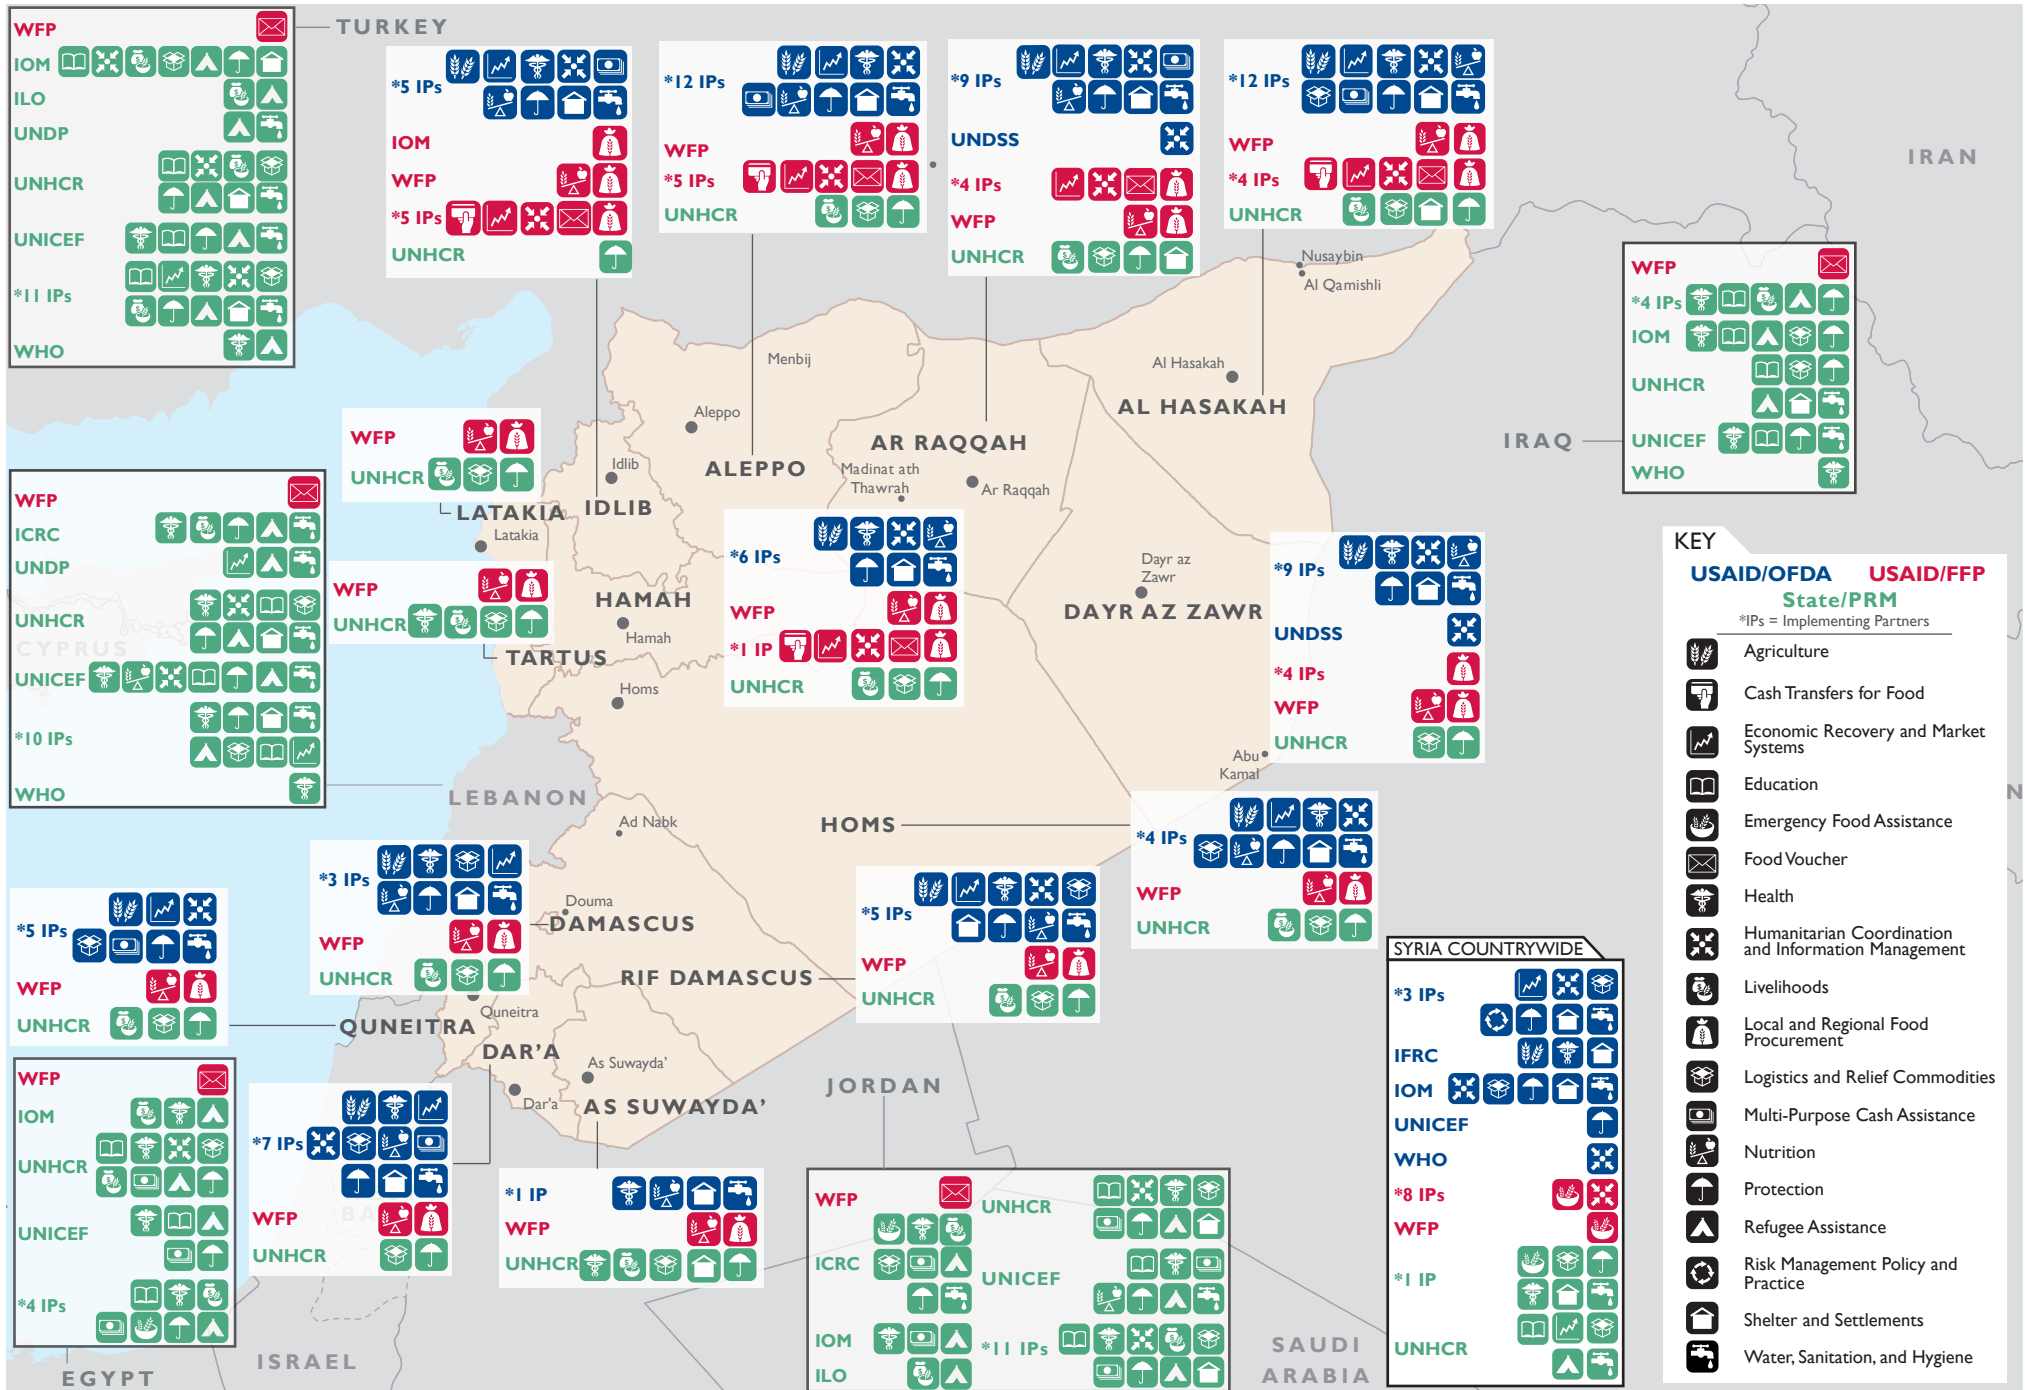 WFP
IOM
ILO
UNDP
UNHCR
UNICEF
*11 IPs
WHO
TURKEY
*5 IPs
IOM
WFP
*5 IPs
UNHCR
*12 IPs
WFP
*5 IPs
UNHCR
*9 IPs
UNDSS
*4 IPs
WFP
UNHCR
*12 IPs
WFP
*4 IPs
UNHCR
IRAN
WFP
*4 IPs
IOM
UNHCR
UNICEF
WHO
IRAQ
Nusaybin
Al Qamishli
Menbij
Al Hasakah
AL HASAKAH
Aleppo
ALEPPO
AR RAQQAH
Madinat ath
Thawrah
Ar Raqqah
WFP
UNHCR
LATAKIA
Latakia
Idlib
IDLIB
WFP
ICRC
UNDP
UNHCR
CYPRUS
UNICEF
*10 IPs
WHO
LEBANON
WFP
UNHCR
TARTUS
HAMAH
Hamah
Homs
*6 IPs
WFP
*1 IP
UNHCR
Dayr az
Zawr
DAYR AZ ZAWR
*9 IPs
UNDSS
*4 IPs
WFP
UNHCR
Abu
Kamal
HOMS
*4 IPs
WFP
UNHCR
Ad Nabk
*3 IPs
WFP
UNHCR
Douma
DAMASCUS
RIF DAMASCUS
*5 IPs
WFP
UNHCR
*5 IPs
WFP
UNHCR
QUNEITRA
Quneitra
DAR'A
Dar'a
As Suwayda'
AS SUWAYDA'
*7 IPs
WFP
UNHCR
*1 IP
WFP
UNHCR
WFP
IOM
UNHCR
UNICEF
*4 IPs
EGYPT
ISRAEL
JORDAN
WFP
ICRC
IOM
ILO
UNHCR
UNICEF
*11 IPs
SAUDI
ARABIA
SYRIA COUNTRYWIDE
*3 IPs
IFRC
IOM
UNICEF
WHO
*8 IPs
WFP
*1 IP
UNHCR
KEY
USAID/OFDA USAID/FFP
State/PRM
*IPs = Implementing Partners
Agriculture
Cash Transfers for Food
Economic Recovery and Market
Systems
Education
Emergency Food Assistance
Food Voucher
Health
Humanitarian Coordination
and Information Management
Livelihoods
Local and Regional Food
Procurement
Logistics and Relief Commodities
Multi-Purpose Cash Assistance
Nutrition
Protection
Refugee Assistance
Risk Management Policy and
Practice
Shelter and Settlements
Water, Sanitation, and Hygiene